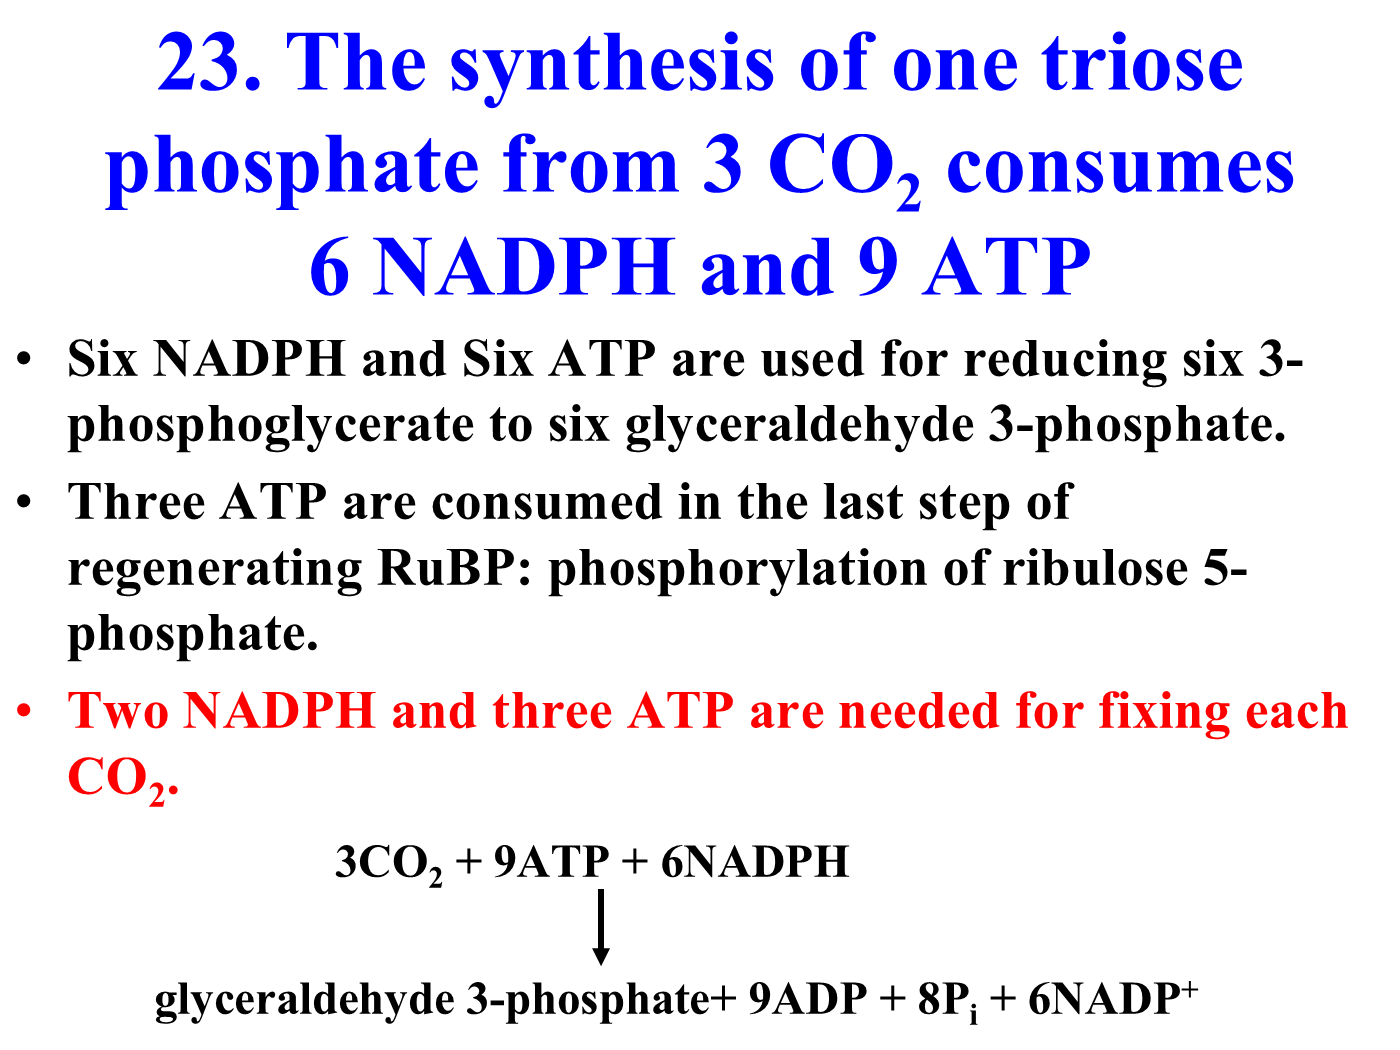 23. The synthesis of one triose
phosphate from 3 CO₂ consumes
6 NADPH and 9 ATP
• Six NADPH and Six ATP are used for reducing six 3-
phosphoglycerate to six glyceraldehyde 3-phosphate.
• Three ATP are consumed in the last step of
regenerating RuBP: phosphorylation of ribulose 5-
phosphate.
• Two NADPH and three ATP are needed for fixing each
CO₂.
3CO₂ + 9ATP + 6NADPH
glyceraldehyde 3-phosphate+ 9ADP + 8Pᵢ + 6NADP⁺